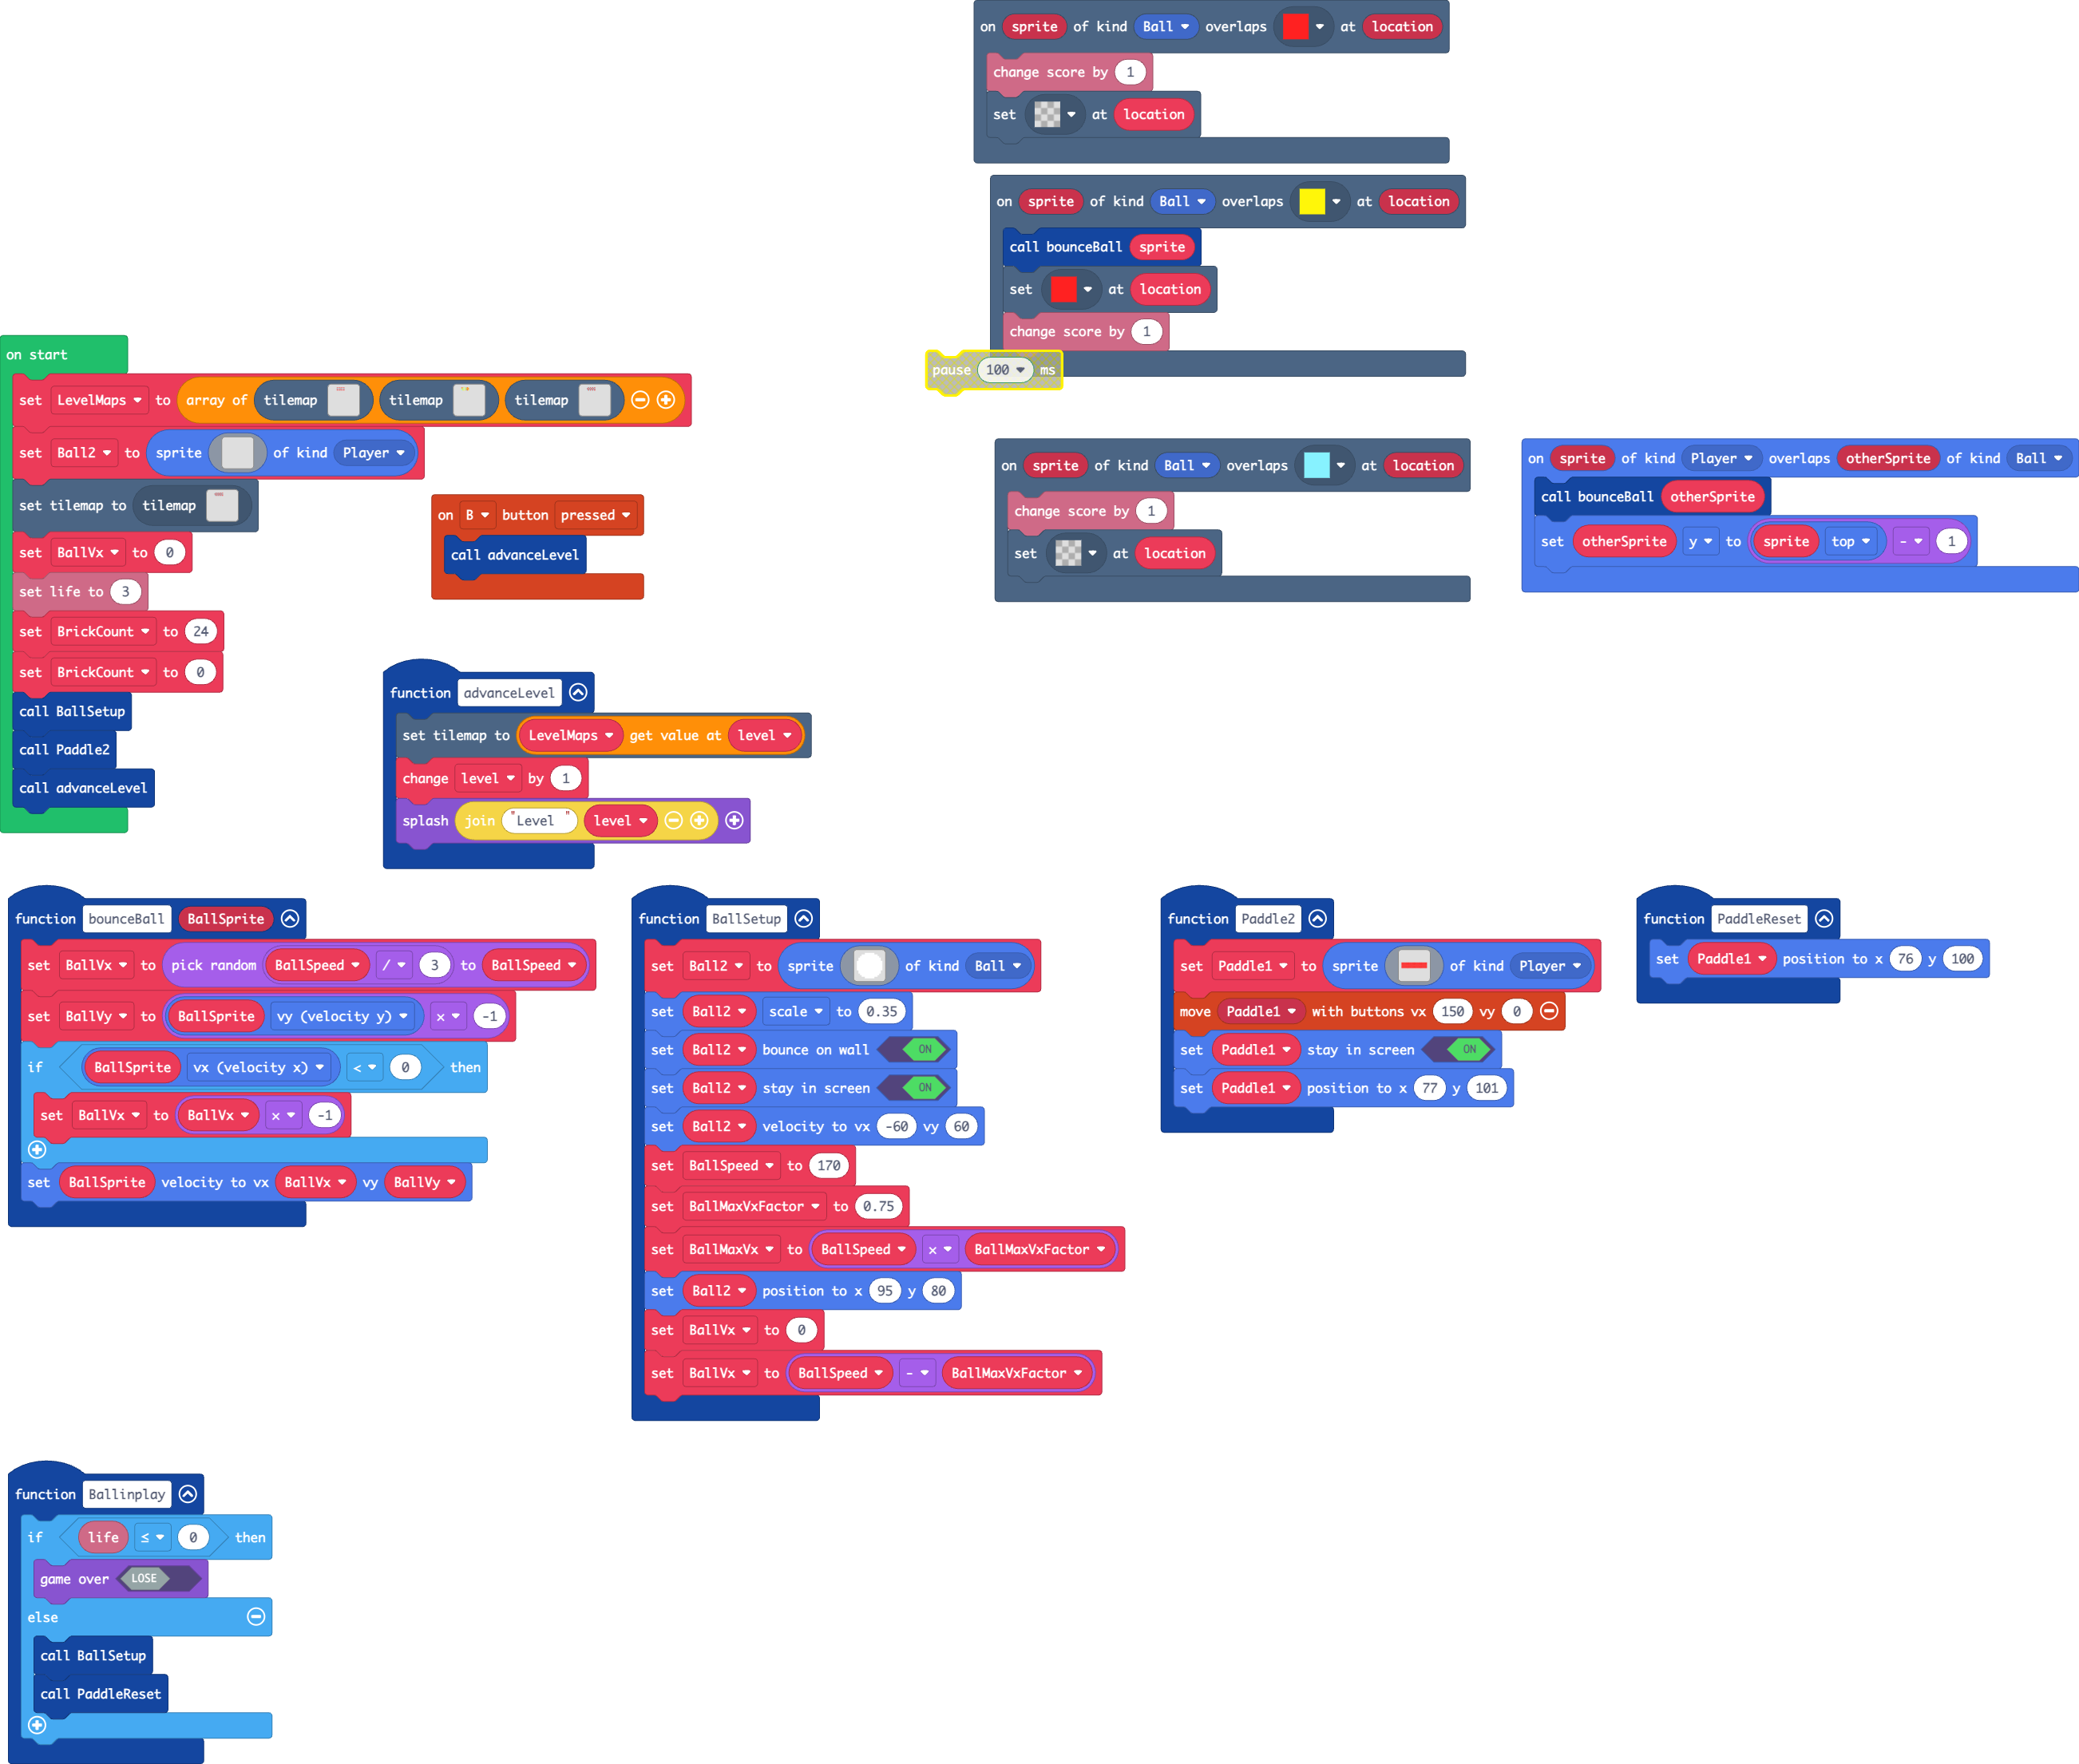 on sprite of kind Ball overlaps at location
change score by 1
set at location
on sprite of kind Ball overlaps at location
call bounceBall sprite
set at location
change score by 1
pause 100 ms
on start
set LevelMaps to array of tilemap tilemap tilemap
set Ball2 to sprite of kind Player
set tilemap to tilemap
set BallVx to 0
set life to 3
set BrickCount to 24
set BrickCount to 0
call BallSetup
call Paddle2
call advanceLevel
on B button pressed
call advanceLevel
on sprite of kind Ball overlaps at location
change score by 1
set at location
on sprite of kind Player overlaps otherSprite of kind Ball
call bounceBall otherSprite
set otherSprite y to sprite top - 1
function advanceLevel
set tilemap to LevelMaps get value at level
change level by 1
splash join "Level " level
function bounceBall BallSprite
set BallVx to pick random BallSpeed / 3 to BallSpeed
set BallVy to BallSprite vy (velocity y) × -1
if BallSprite vx (velocity x) < 0 then
set BallVx to BallVx × -1
set BallSprite velocity to vx BallVx vy BallVy
function BallSetup
set Ball2 to sprite of kind Ball
set Ball2 scale to 0.35
set Ball2 bounce on wall ON
set Ball2 stay in screen ON
set Ball2 velocity to vx -60 vy 60
set BallSpeed to 170
set BallMaxVxFactor to 0.75
set BallMaxVx to BallSpeed × BallMaxVxFactor
set Ball2 position to x 95 y 80
set BallVx to 0
set BallVx to BallSpeed - BallMaxVxFactor
function Paddle2
set Paddle1 to sprite of kind Player
move Paddle1 with buttons vx 150 vy 0
set Paddle1 stay in screen ON
set Paddle1 position to x 77 y 101
function PaddleReset
set Paddle1 position to x 76 y 100
function Ballinplay
if life ≤ 0 then
game over LOSE
else
call BallSetup
call PaddleReset